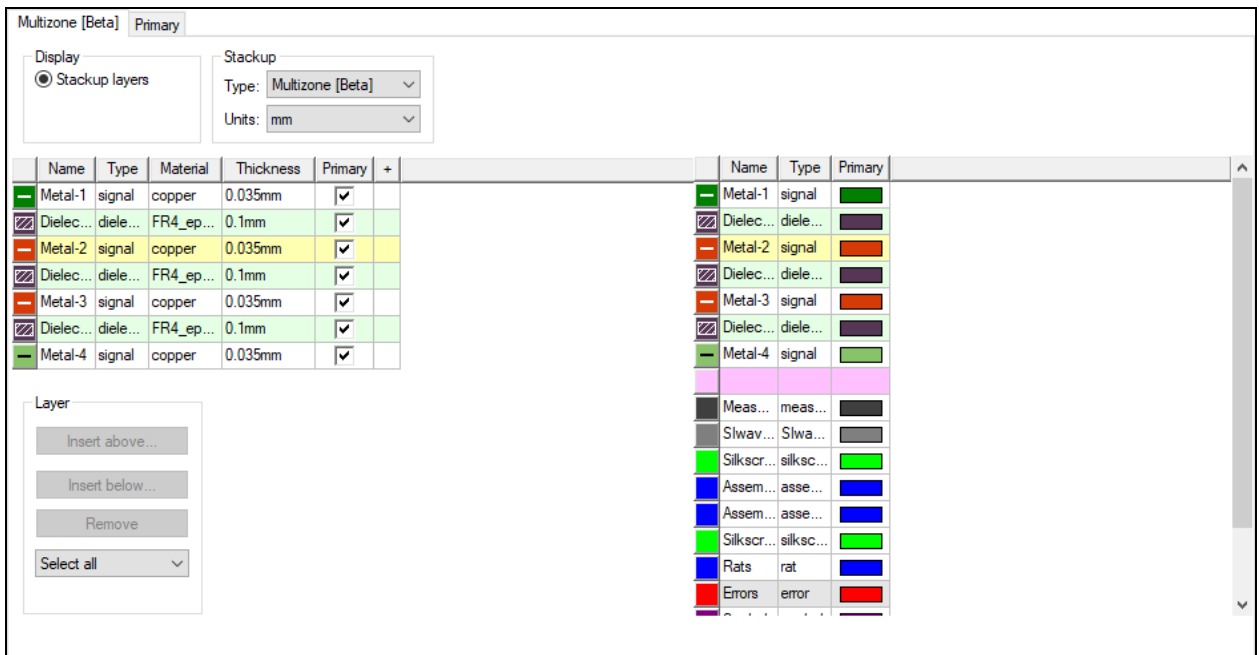 Multizone [Beta] Primary
Display
Stackup layers
Stackup
Type: Multizone [Beta]
Units: mm
Name Type Material Thickness Primary +
Metal-1 signal copper 0.035mm
Dielec... diele... FR4_ep... 0.1mm
Metal-2 signal copper 0.035mm
Dielec... diele... FR4_ep... 0.1mm
Metal-3 signal copper 0.035mm
Dielec... diele... FR4_ep... 0.1mm
Metal-4 signal copper 0.035mm
Layer
Insert above...
Insert below...
Remove
Select all
Name Type Primary
Metal-1 signal
Dielec... diele...
Metal-2 signal
Dielec... diele...
Metal-3 signal
Dielec... diele...
Metal-4 signal
Meas... meas...
SIwav... SIwa...
Silkscr... silksc...
Assem... asse...
Assem... asse...
Silkscr... silksc...
Rats rat
Errors error